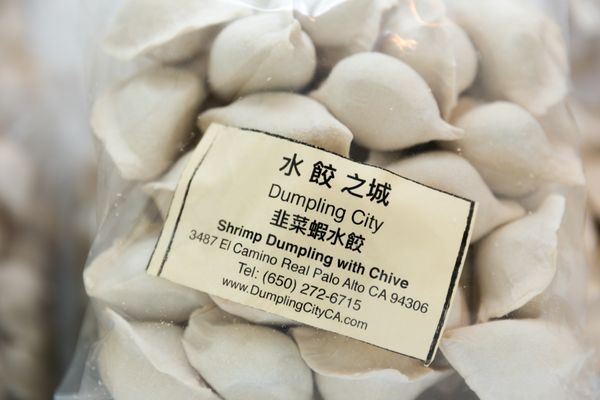 水餃之城
Dumpling City
韭菜蝦水餃
Shrimp Dumpling with Chive
3487 El Camino Real Palo Alto CA 94306
Tel: (650) 272-6715
www.DumplingCityCA.com